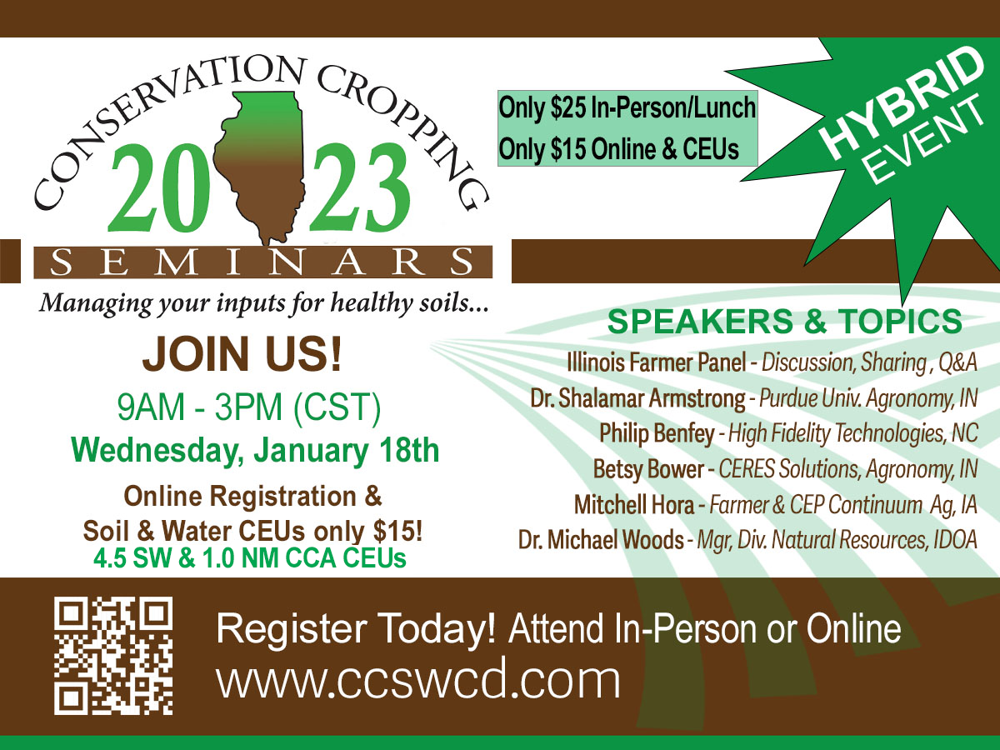 CONSERVATION CROPPING
2023
SEMINARS
Managing your inputs for healthy soils...
Only $25 In-Person/Lunch
Only $15 Online & CEUs
HYBRID
EVENT
JOIN US!
9AM - 3PM (CST)
Wednesday, January 18th
Online Registration &
Soil & Water CEUs only $15!
4.5 SW & 1.0 NM CCA CEUs
SPEAKERS & TOPICS
Illinois Farmer Panel - Discussion, Sharing , Q&A
Dr. Shalamar Armstrong - Purdue Univ. Agronomy, IN
Philip Benfey - High Fidelity Technologies, NC
Betsy Bower - CERES Solutions, Agronomy, IN
Mitchell Hora - Farmer & CEP Continuum Ag, IA
Dr. Michael Woods - Mgr, Div. Natural Resources, IDOA
Register Today! Attend In-Person or Online
www.ccswcd.com